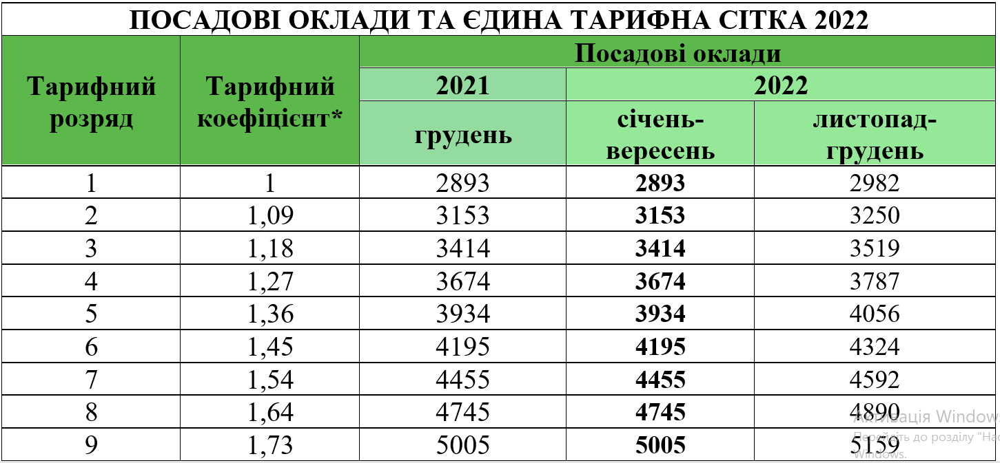 ПОСАДОВІ ОКЛАДИ ТА ЄДИНА ТАРИФНА СІТКА 2022
Тарифний розряд
Тарифний коефіцієнт*
Посадові оклади
2021
2022
грудень
січень-вересень
листопад-грудень
1 1 2893 2893 2982
2 1,09 3153 3153 3250
3 1,18 3414 3414 3519
4 1,27 3674 3674 3787
5 1,36 3934 3934 4056
6 1,45 4195 4195 4324
7 1,54 4455 4455 4592
8 1,64 4745 4745 4890
9 1,73 5005 5005 5159
Активація Windows
Перейдіть до розділу "На
Windows.